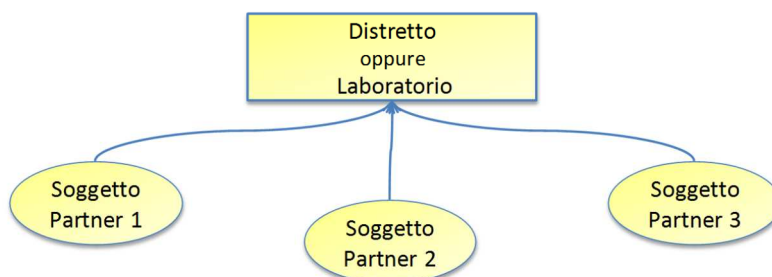 Distretto
oppure
Laboratorio
Soggetto
Partner 1
Soggetto
Partner 2
Soggetto
Partner 3